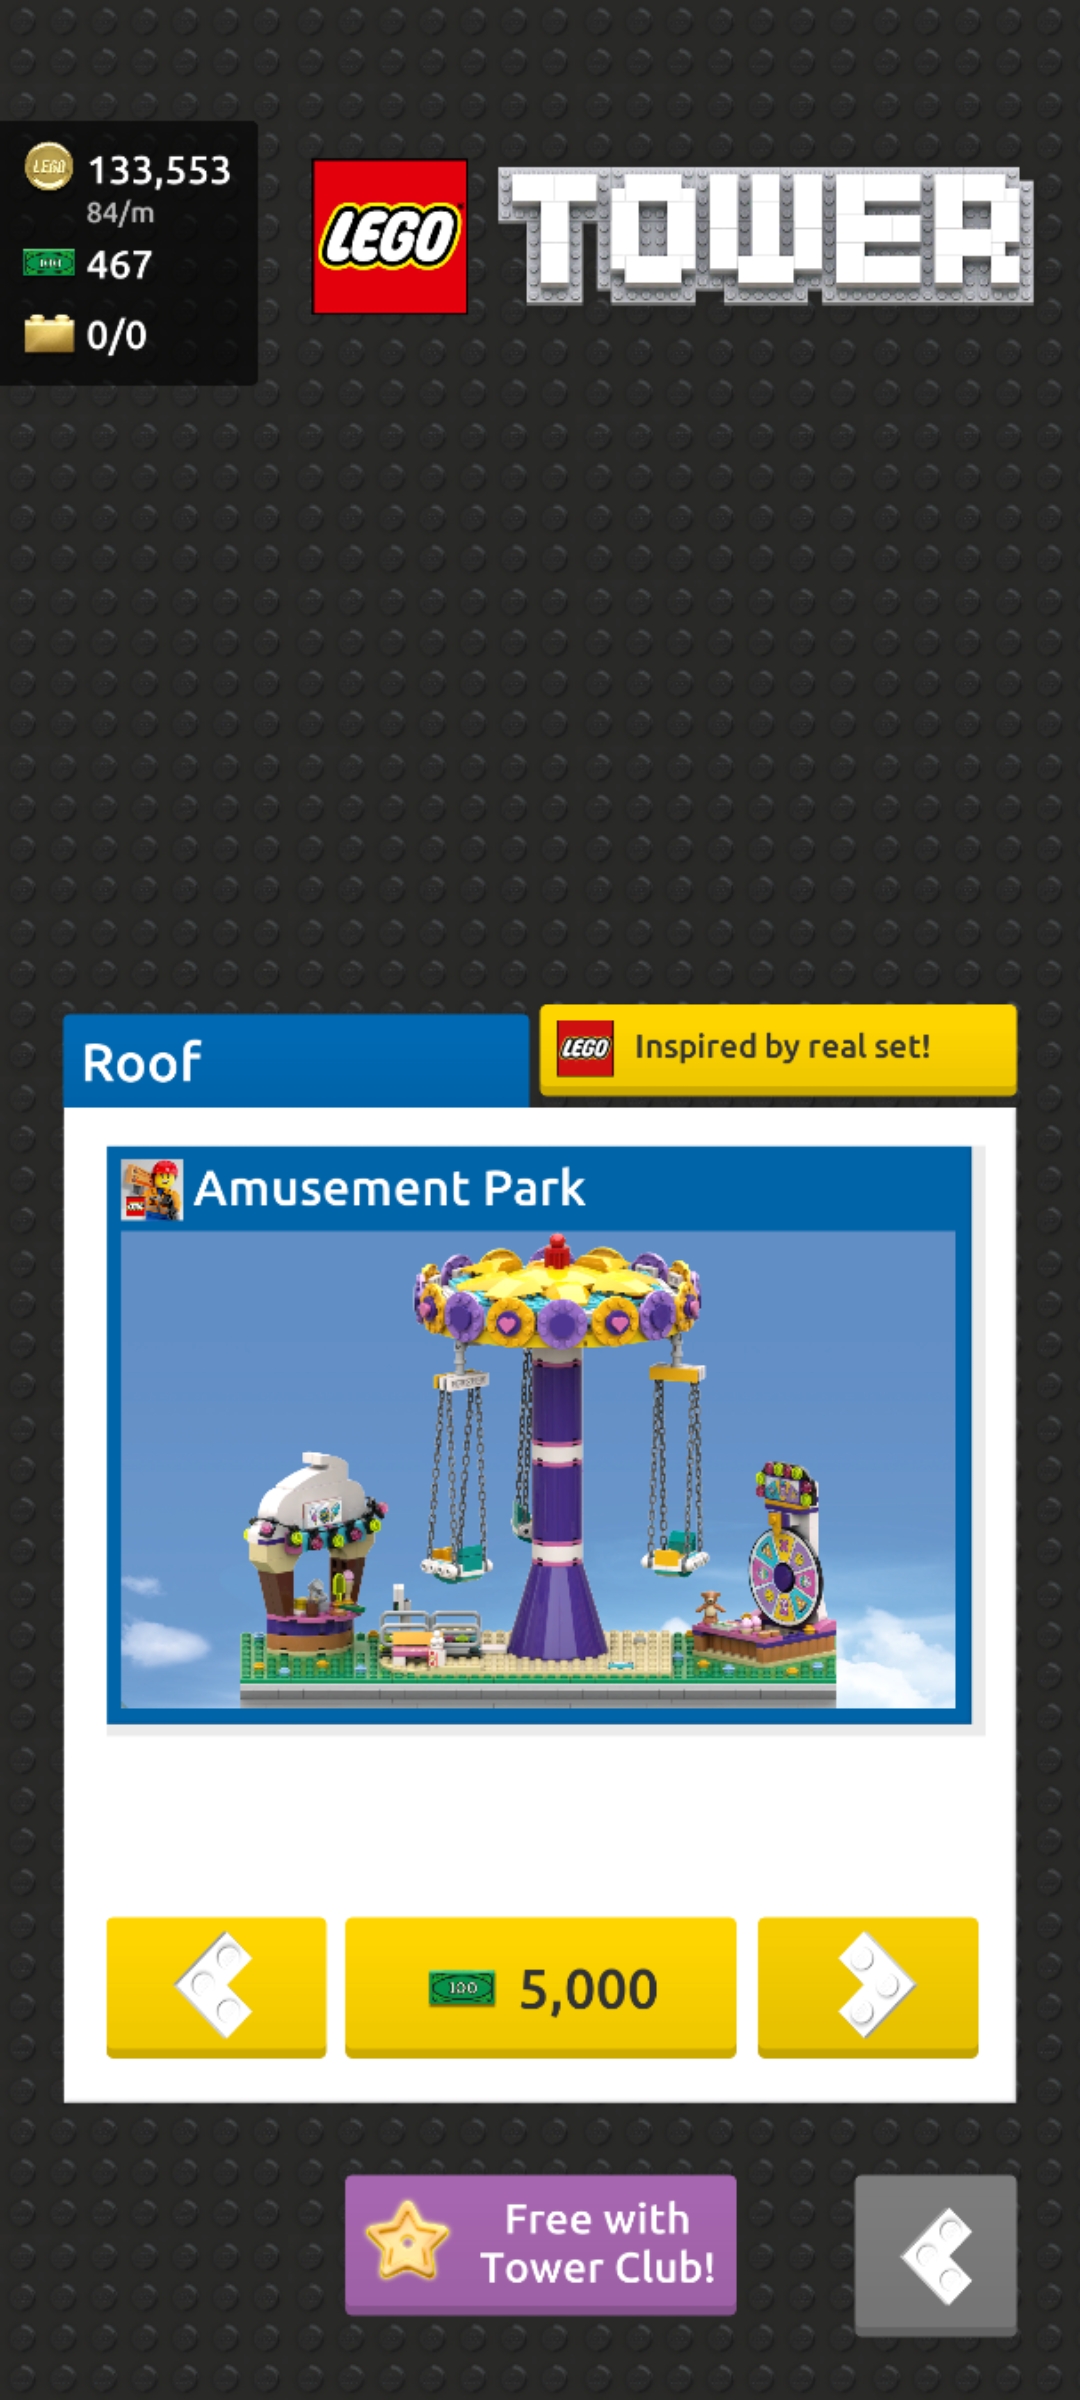 LEGO
133,553
84/m
467
0/0
LEGO
TOWER
Roof
LEGO
Inspired by real set!
Amusement Park
100
5,000
Free with
Tower Club!